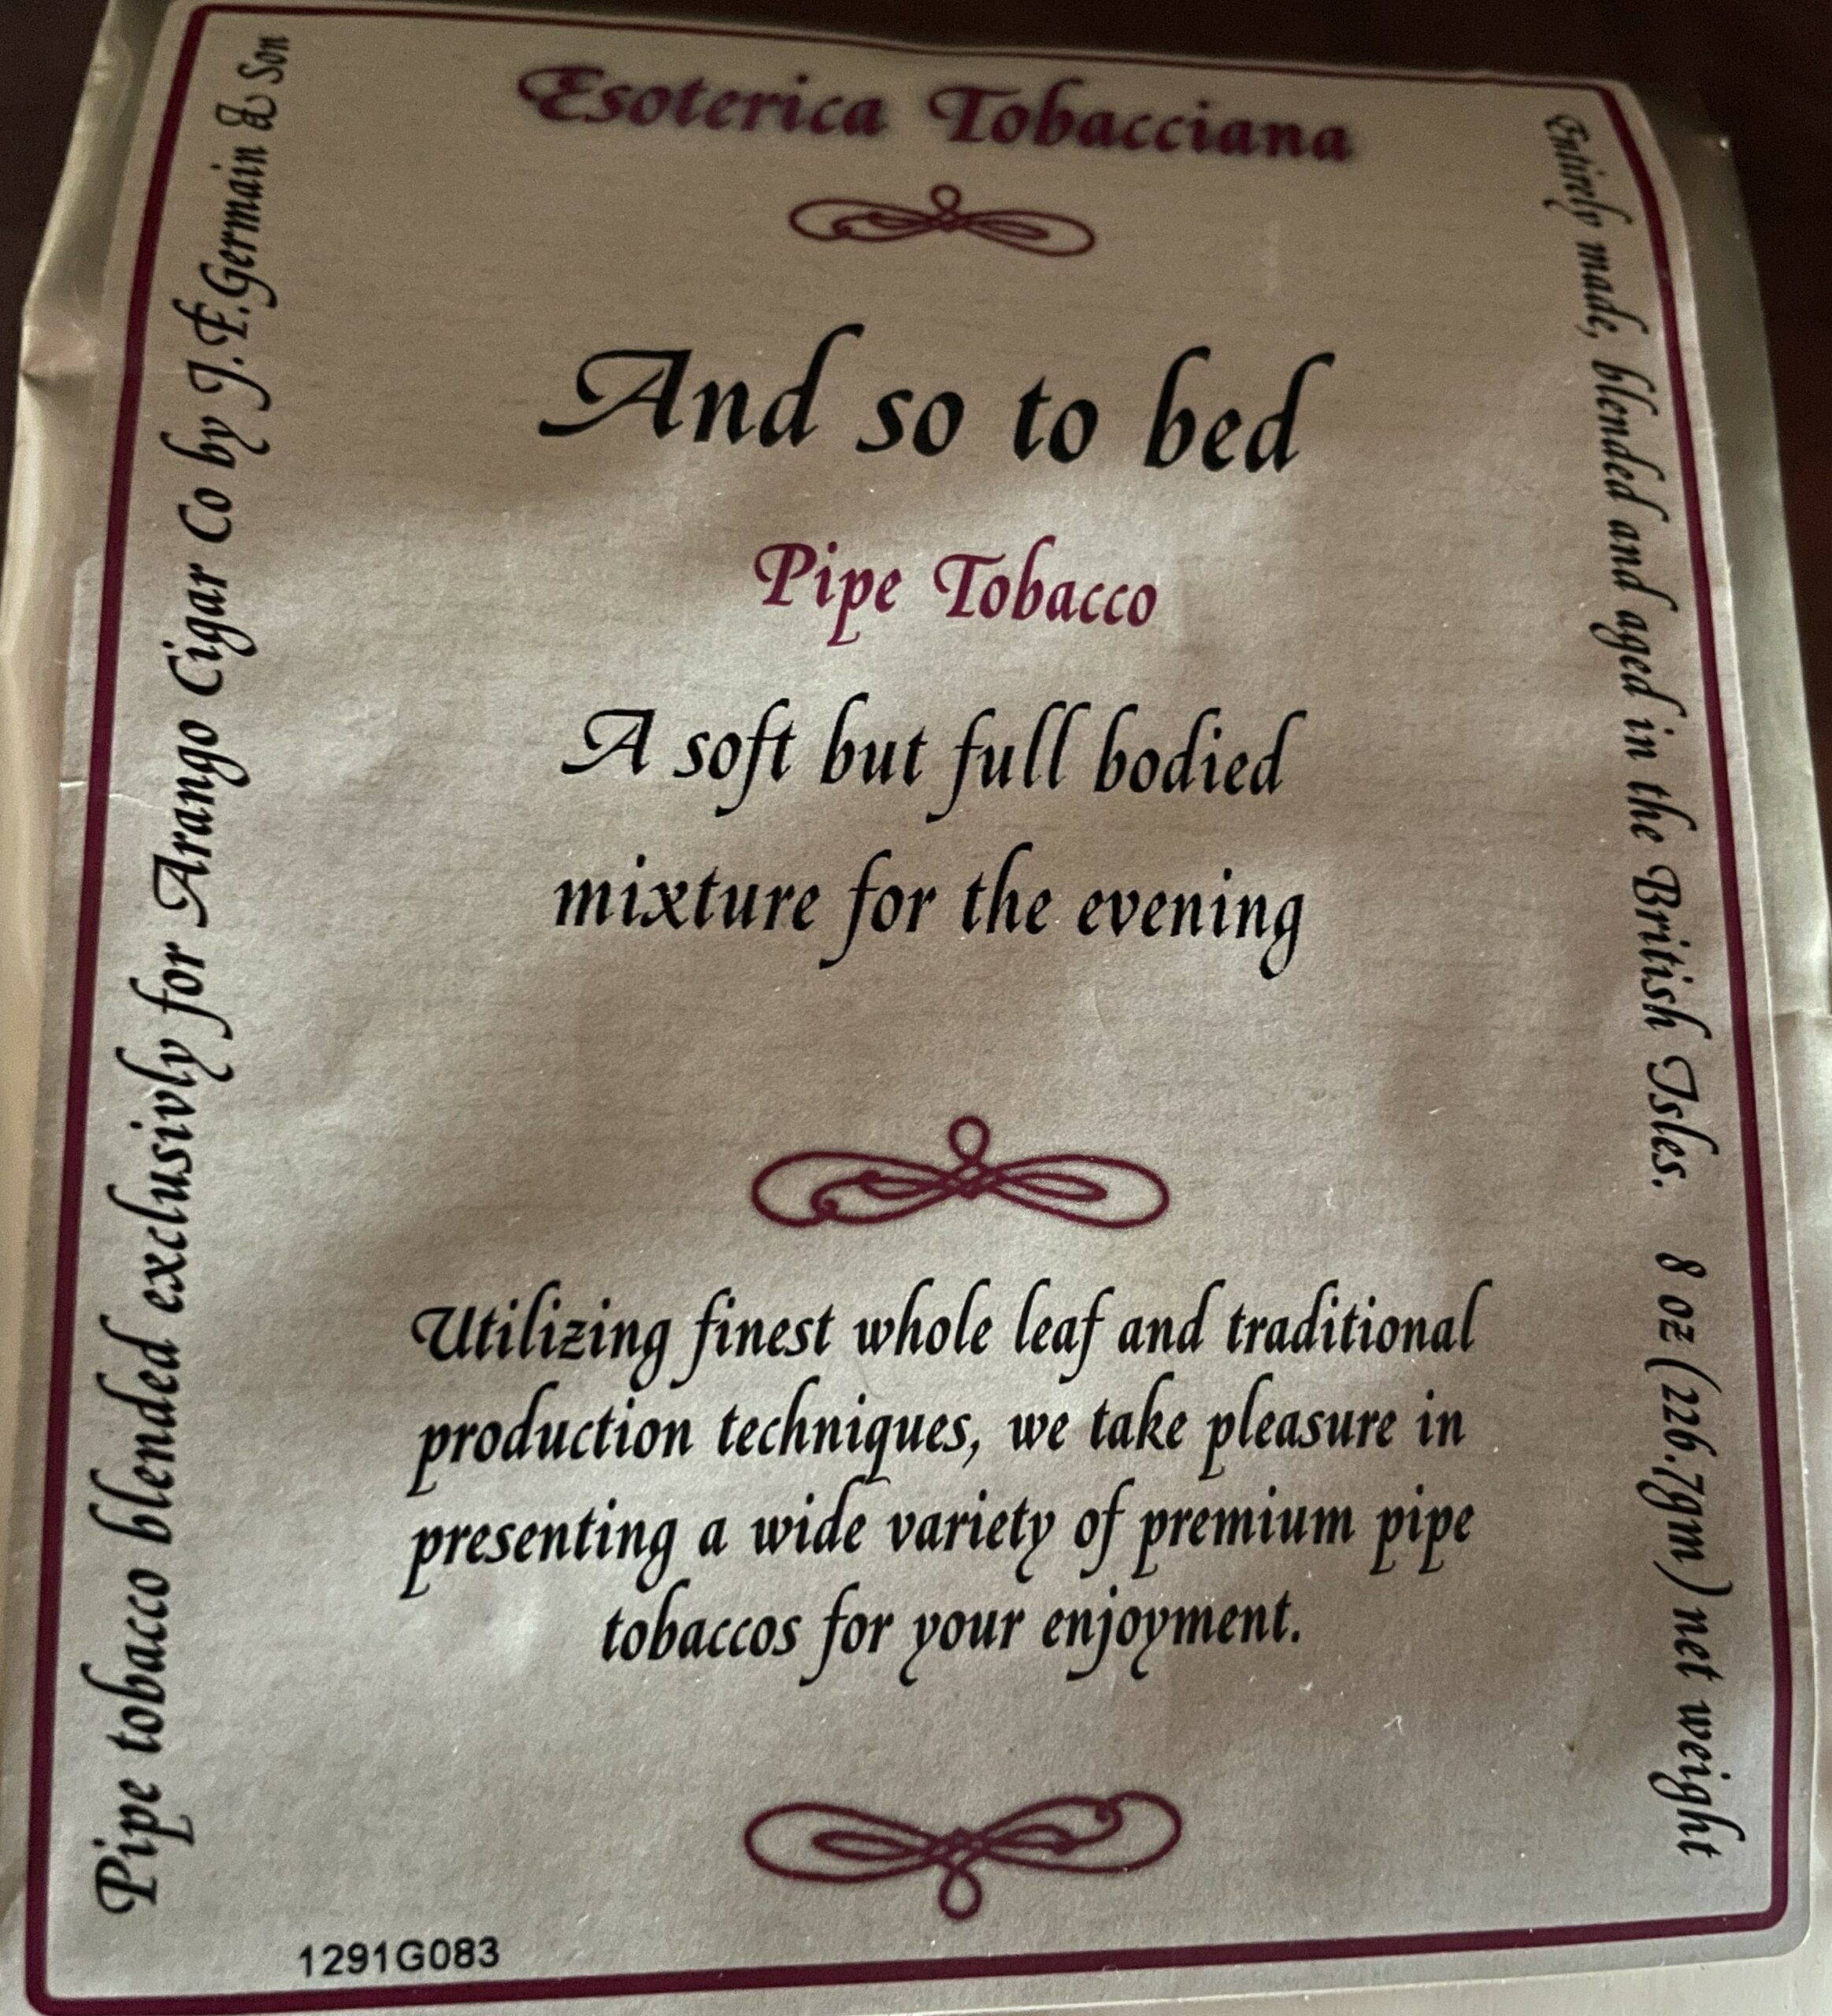 Esoterica Tobacciana
And so to bed
Pipe Tobacco
A soft but full bodied
mixture for the evening
Utilizing finest whole leaf and traditional
production techniques, we take pleasure in
presenting a wide variety of premium pipe
tobaccos for your enjoyment.
Pipe tobacco blended exclusivly for Arango Cigar Co by J.F.Germain & Son
Entirely made, blended and aged in the British Isles. 8 oz (226.7gm) net weight
1291G083